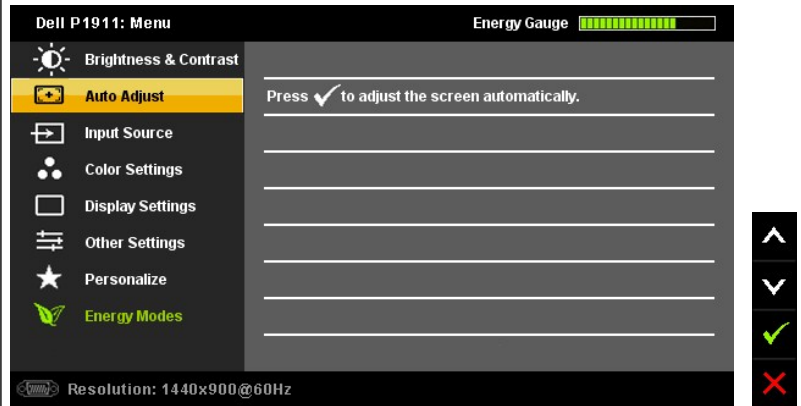 Dell P1911: Menu
Energy Gauge
Brightness & Contrast
Auto Adjust
Press ✓ to adjust the screen automatically.
Input Source
Color Settings
Display Settings
Other Settings
Personalize
Energy Modes
Resolution: 1440x900@60Hz